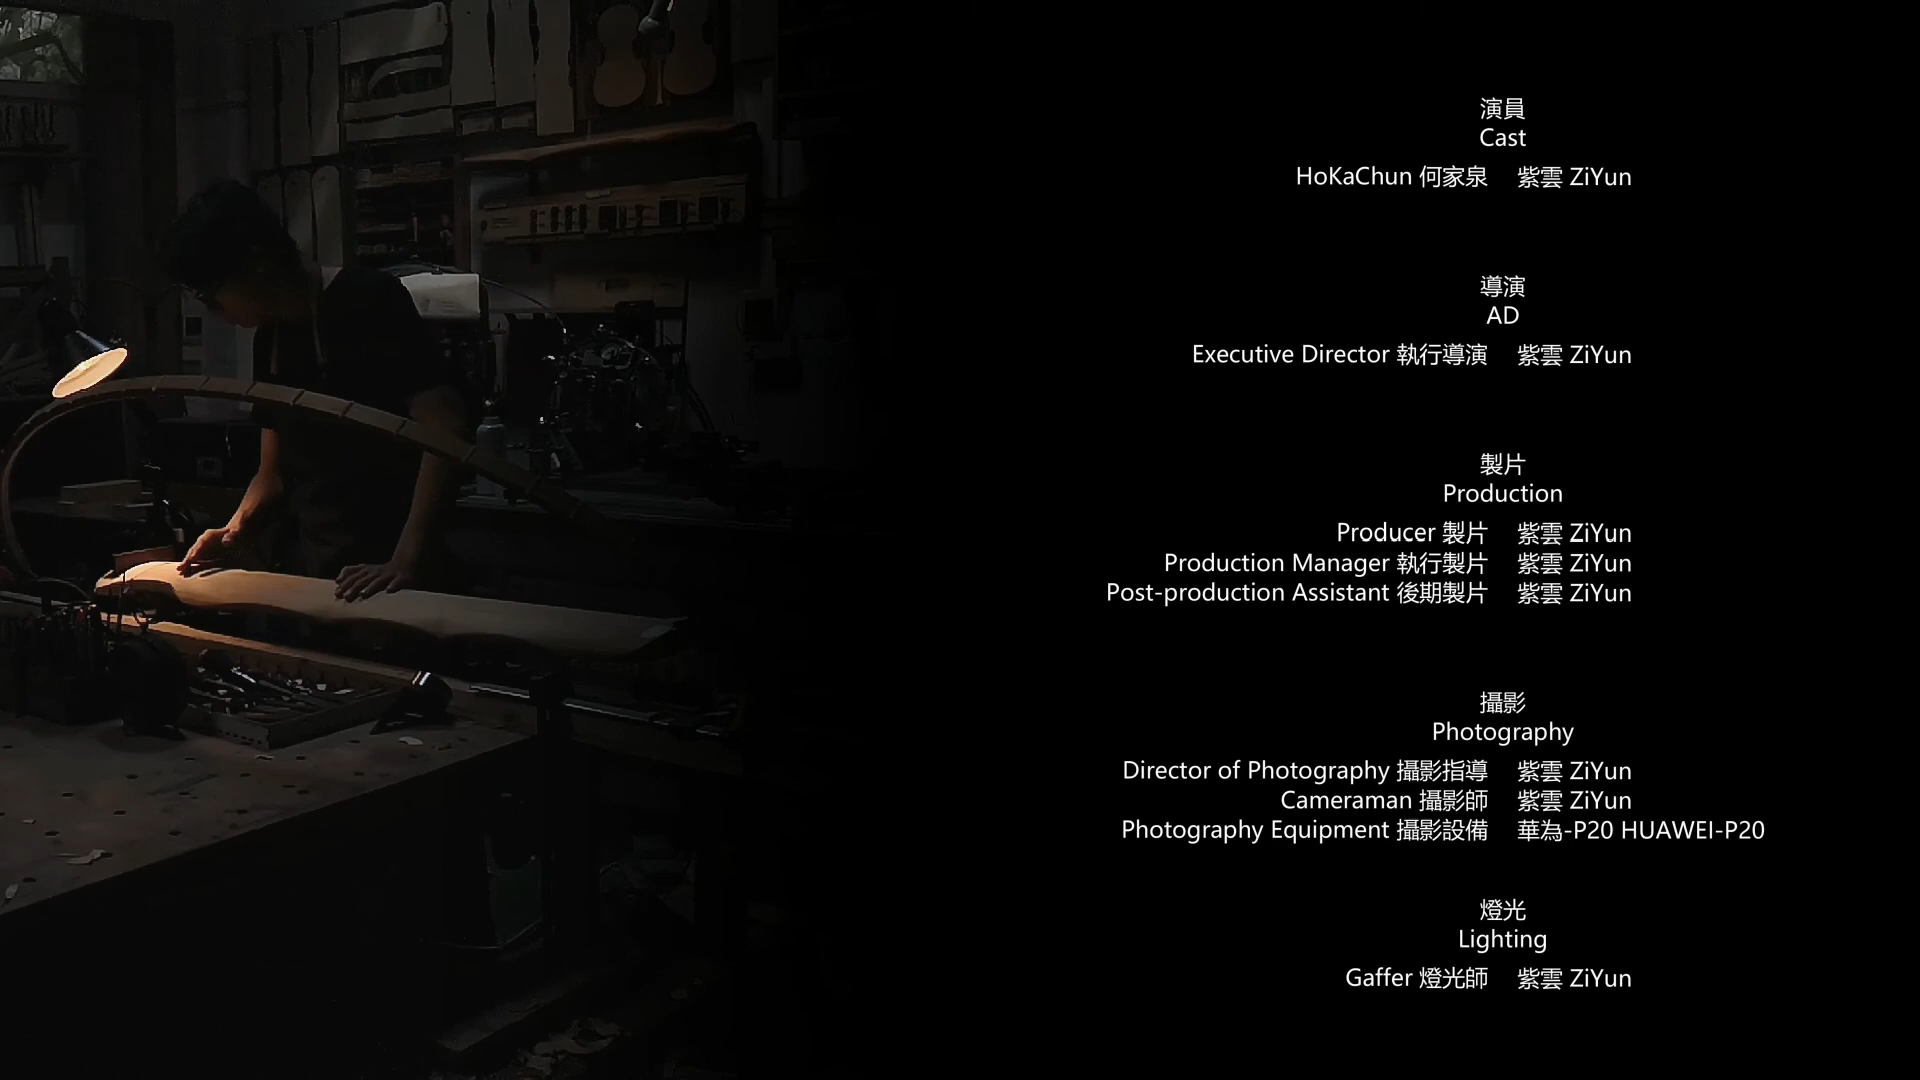 演員
Cast
HoKaChun 何家泉 紫雲 ZiYun
導演
AD
Executive Director 執行導演 紫雲 ZiYun
製片
Production
Producer 製片 紫雲 ZiYun
Production Manager 執行製片 紫雲 ZiYun
Post-production Assistant 後期製片 紫雲 ZiYun
攝影
Photography
Director of Photography 攝影指導 紫雲 ZiYun
Cameraman 攝影師 紫雲 ZiYun
Photography Equipment 攝影設備 華為-P20 HUAWEI-P20
燈光
Lighting
Gaffer 燈光師 紫雲 ZiYun